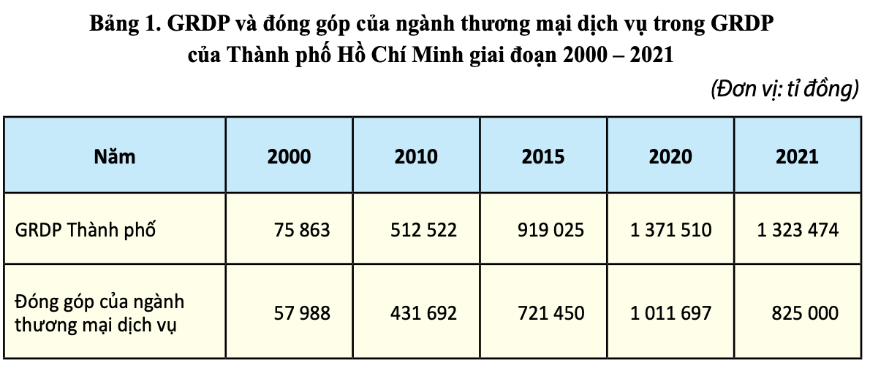 Bảng 1. GRDP và đóng góp của ngành thương mại dịch vụ trong GRDP
của Thành phố Hồ Chí Minh giai đoạn 2000 – 2021
(Đơn vị: tỉ đồng)
Năm 2000 2010 2015 2020 2021
GRDP Thành phố 75 863 512 522 919 025 1 371 510 1 323 474
Đóng góp của ngành
thương mại dịch vụ 57 988 431 692 721 450 1 011 697 825 000